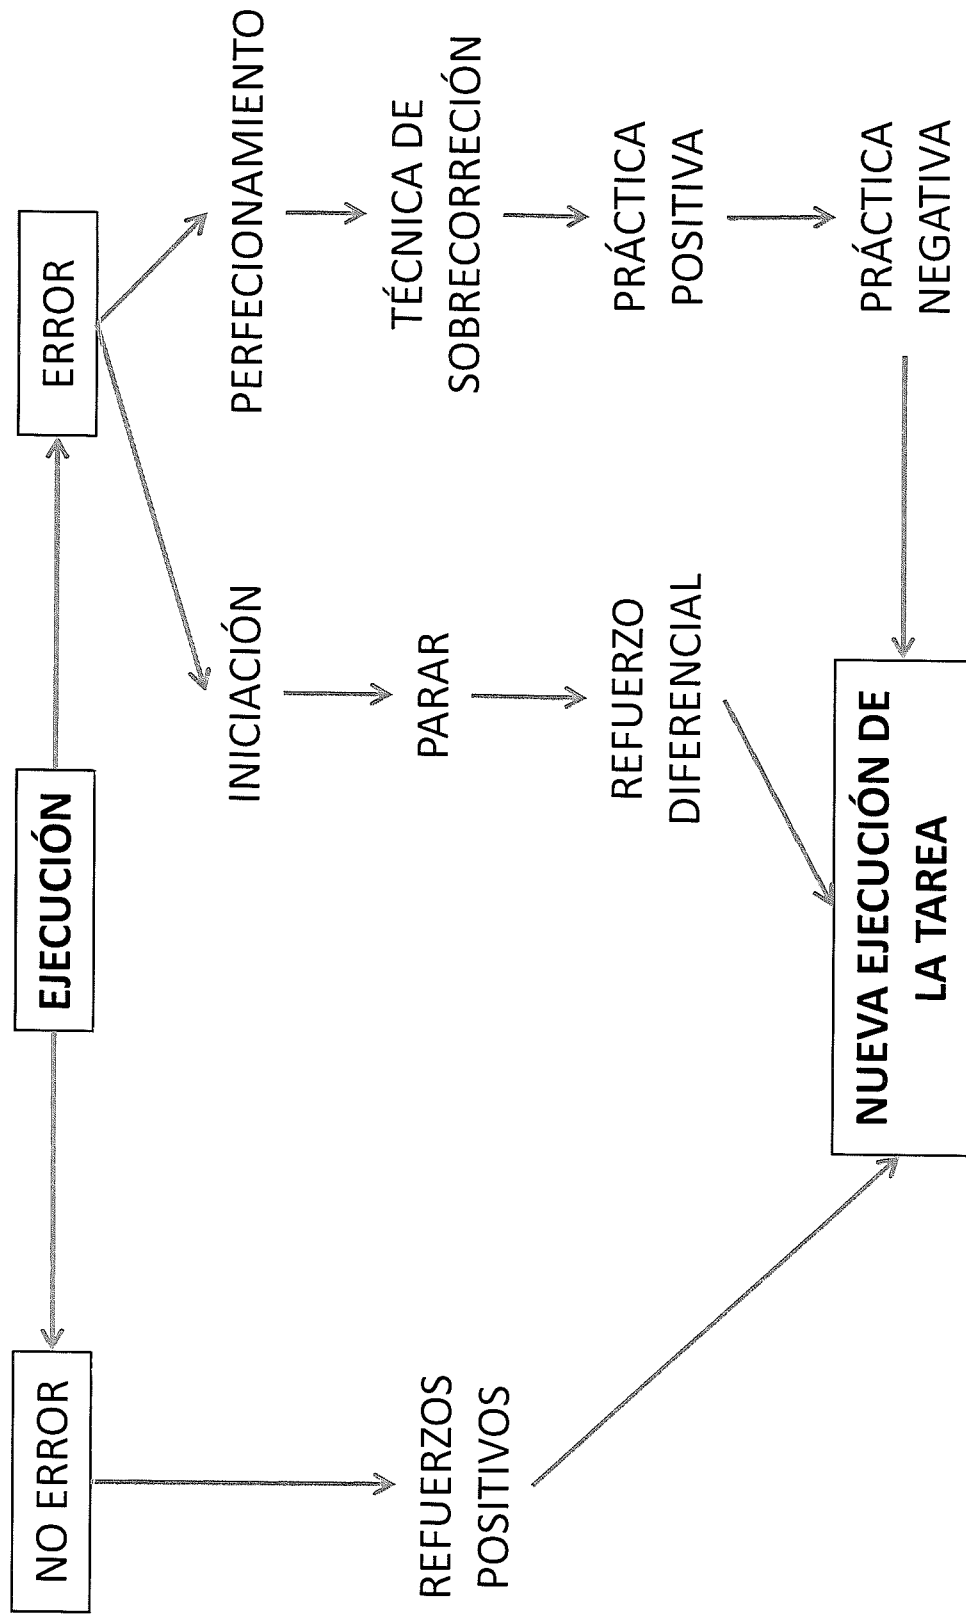 NO ERROR
EJECUCIÓN
ERROR
REFUERZOS
POSITIVOS
INICIACIÓN
PARAR
REFUERZO
DIFERENCIAL
PERFECIONAMIENTO
TÉCNICA DE
SOBRECORRECIÓN
PRÁCTICA
POSITIVA
PRÁCTICA
NEGATIVA
NUEVA EJECUCIÓN DE
LA TAREA